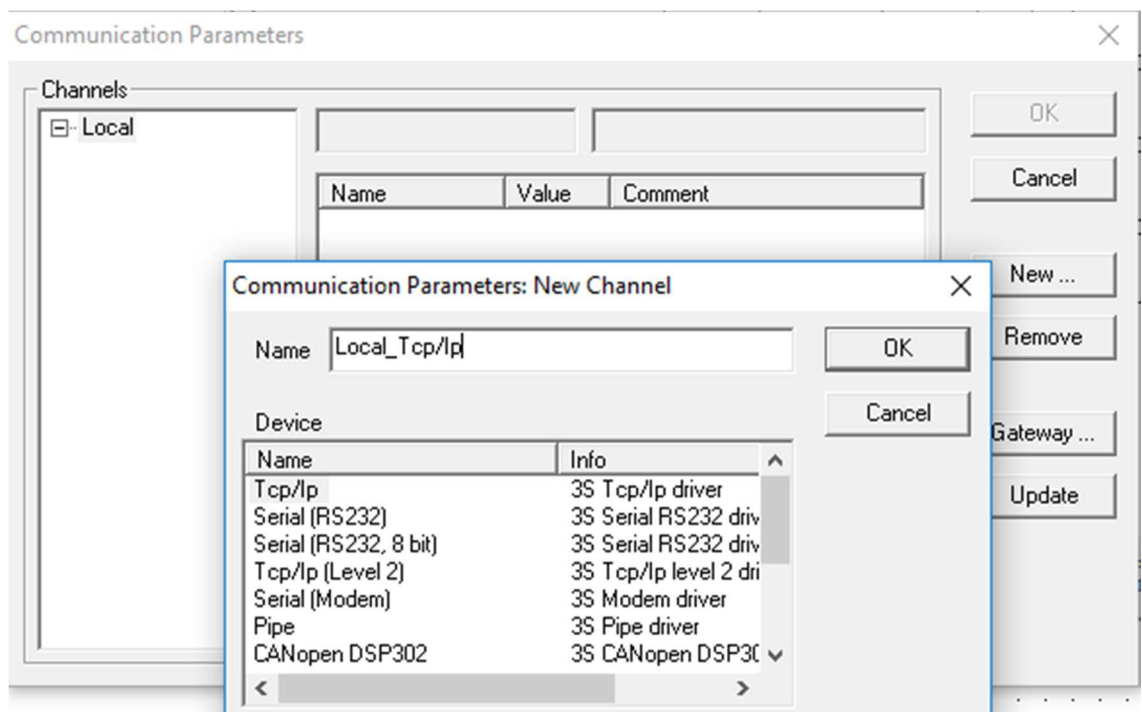 Communication Parameters
Channels
Local
OK
Cancel
Name Value Comment
New ...
Remove
Gateway ...
Update
Communication Parameters: New Channel
Name Local_Tcp/Ip
OK
Cancel
Device
Name Info
Tcp/Ip 3S Tcp/Ip driver
Serial (RS232) 3S Serial RS232 driv
Serial (RS232, 8 bit) 3S Serial RS232 driv
Tcp/Ip (Level 2) 3S Tcp/Ip level 2 dri
Serial (Modem) 3S Modem driver
Pipe 3S Pipe driver
CANopen DSP302 3S CANopen DSP30